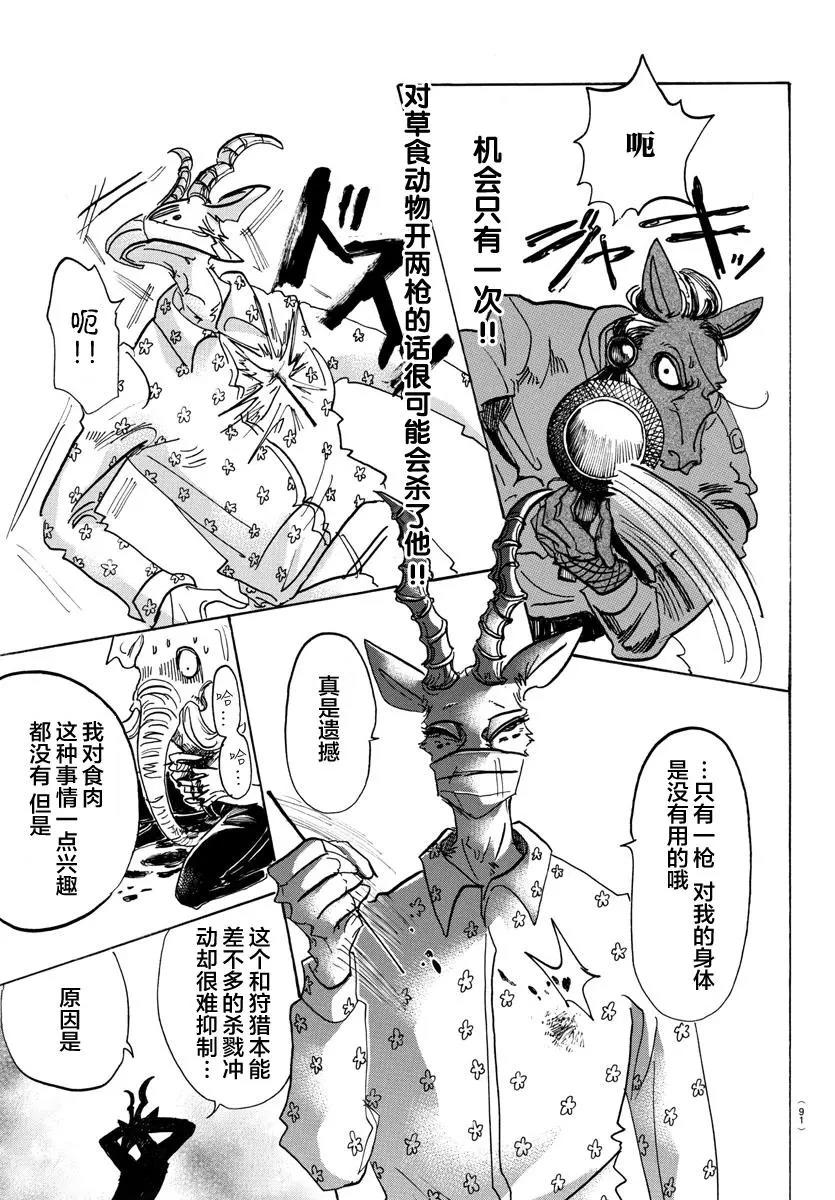 呃
ジャキッ
机会只有一次!!
对草食动物开两枪的话很可能会杀了他!!
ドズッ
呃!!
…只有一枪 对我的身体
是没有用的哦
真是遗憾
哈…
哈…
我对食肉
这种事情一点兴趣
都没有 但是
这个和狩猎本能
差不多的杀戮冲
动却很难抑制…
原因是
(91)